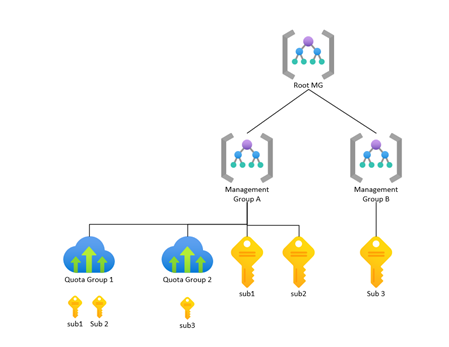 Root MG
Management
Group A
Management
Group B
Quota Group 1
Quota Group 2
sub1
sub2
Sub 3
sub1
Sub 2
sub3